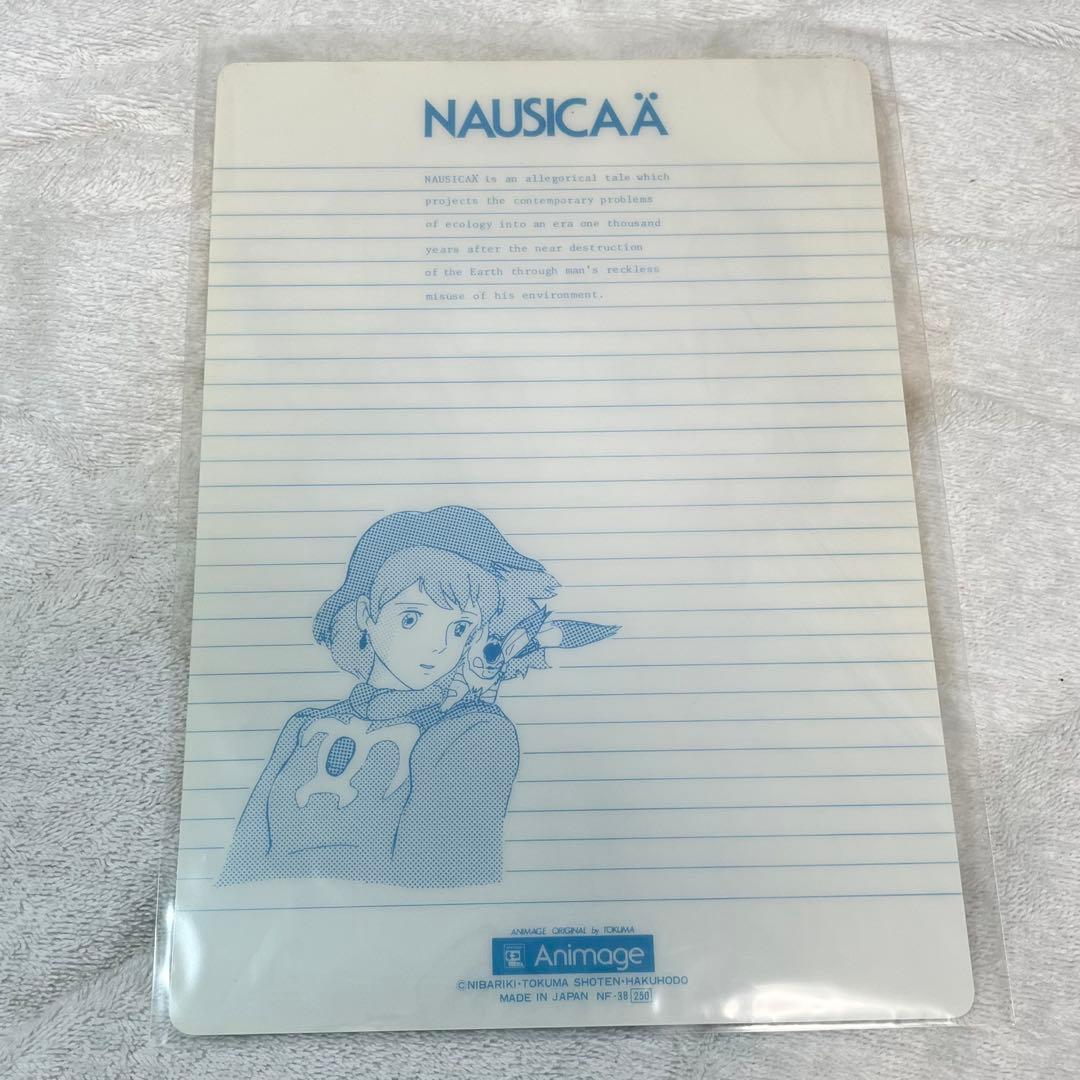 NAUSICAÄ
NAUSICAÄ is an allegorical tale which
projects the contemporary problems
of ecology into an era one thousand
years after the near destruction
of the Earth through man's reckless
misuse of his environment.
ANIMAGE ORIGINAL by TOKUMA
Animage
©NIBARIKI·TOKUMA SHOTEN·HAKUHODO
MADE IN JAPAN NF-38 250